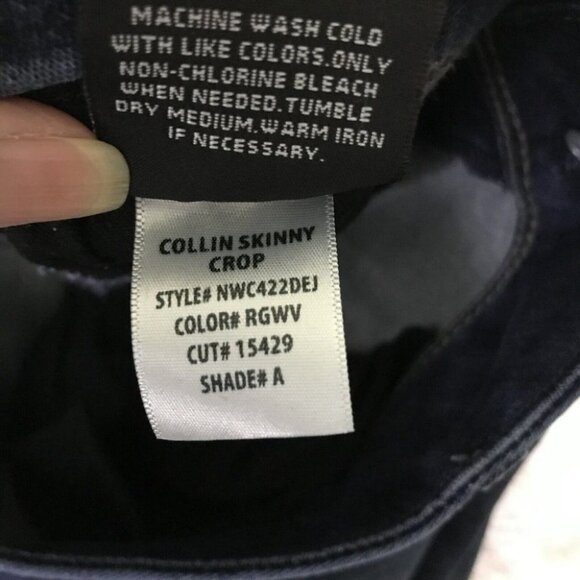 MACHINE WASH COLD
WITH LIKE COLORS.ONLY
NON-CHLORINE BLEACH
WHEN NEEDED.TUMBLE
DRY MEDIUM.WARM IRON
IF NECESSARY.
COLLIN SKINNY
CROP
STYLE# NWC422DEJ
COLOR# RGWV
CUT# 15429
SHADE# A